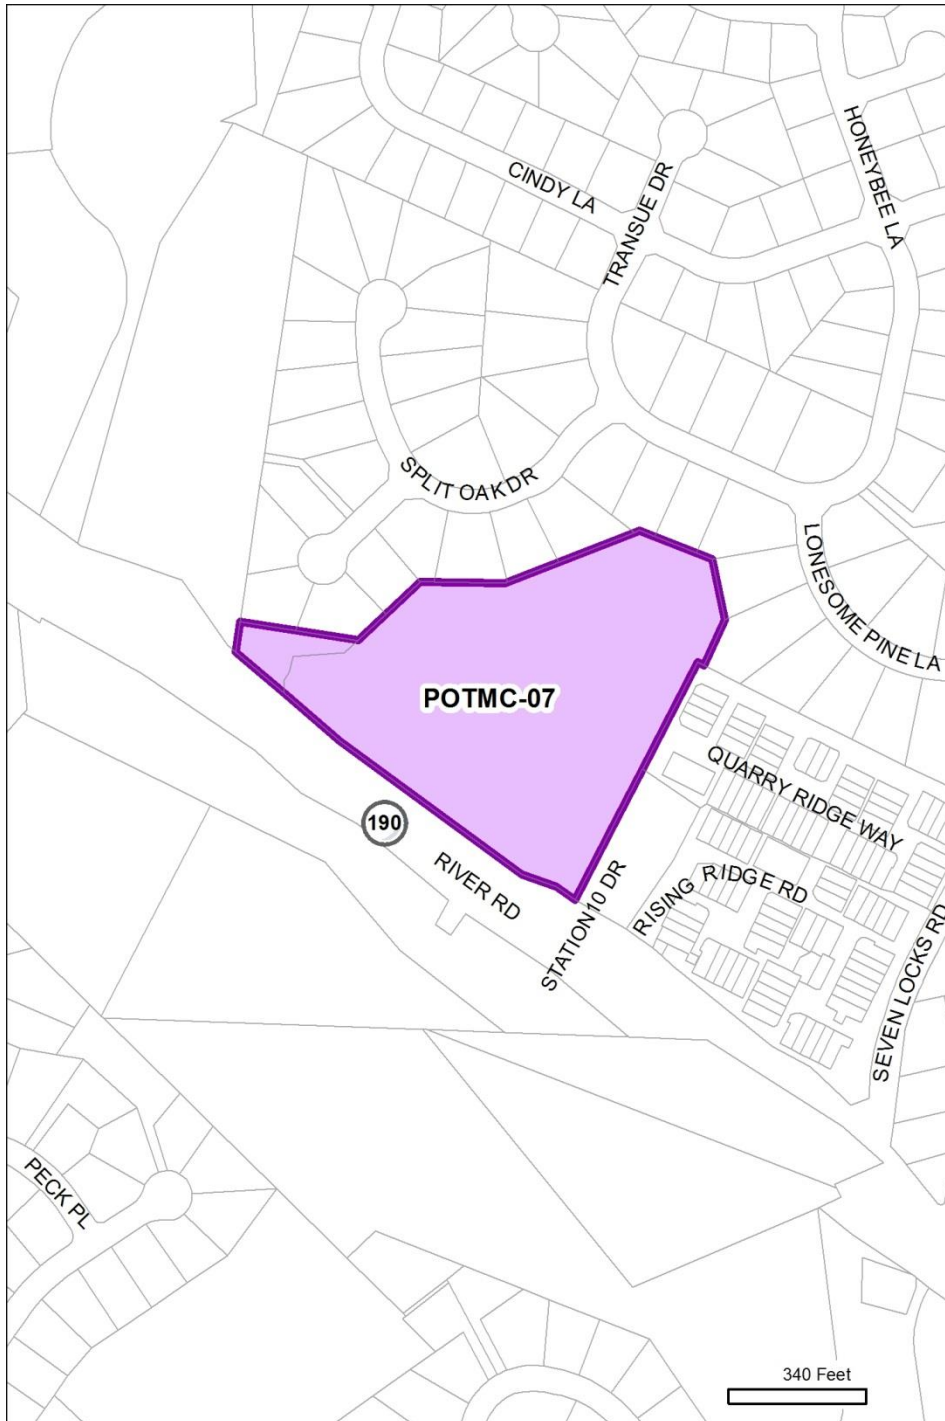 HONEYBEE LA
CINDY LA
TRANSUE DR
SPLIT OAK DR
LONESOME PINE LA
POTMC-07
QUARRY RIDGE WAY
190
RIVER RD
RISING RIDGE RD
STATION 10 DR
SEVEN LOCKS RD
PECK PL
340 Feet